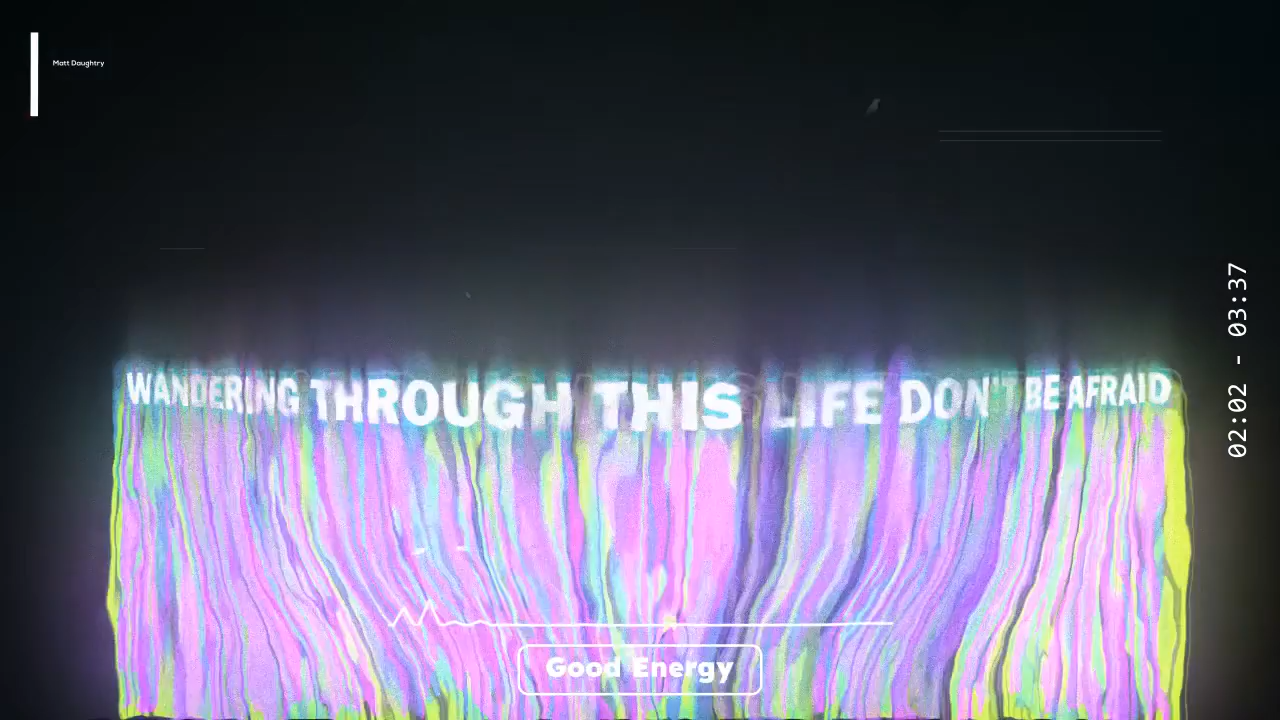 Matt Daughtry
WANDERING THROUGH THIS LIFE DON'T BE AFRAID
02:02 - 03:37
Good Energy